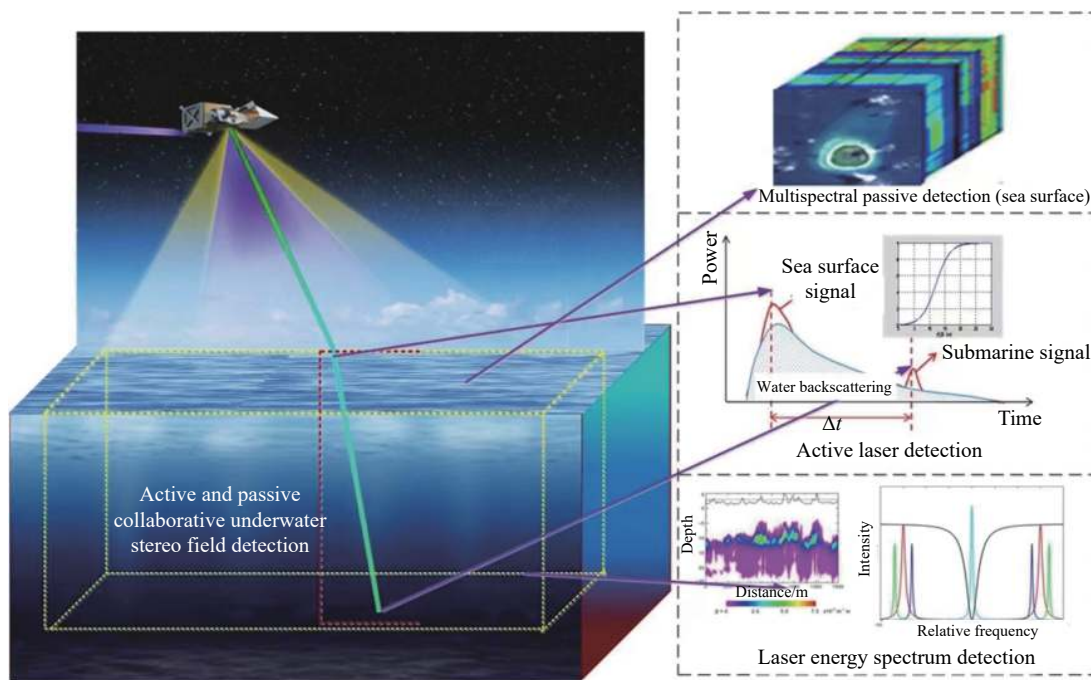 Active and passive
collaborative underwater
stereo field detection
Multispectral passive detection (sea surface)
Power
Sea surface
signal
Submarine signal
Water backscattering
Δt
Time
Active laser detection
Depth
Distance/m
Intensity
Relative frequency
Laser energy spectrum detection